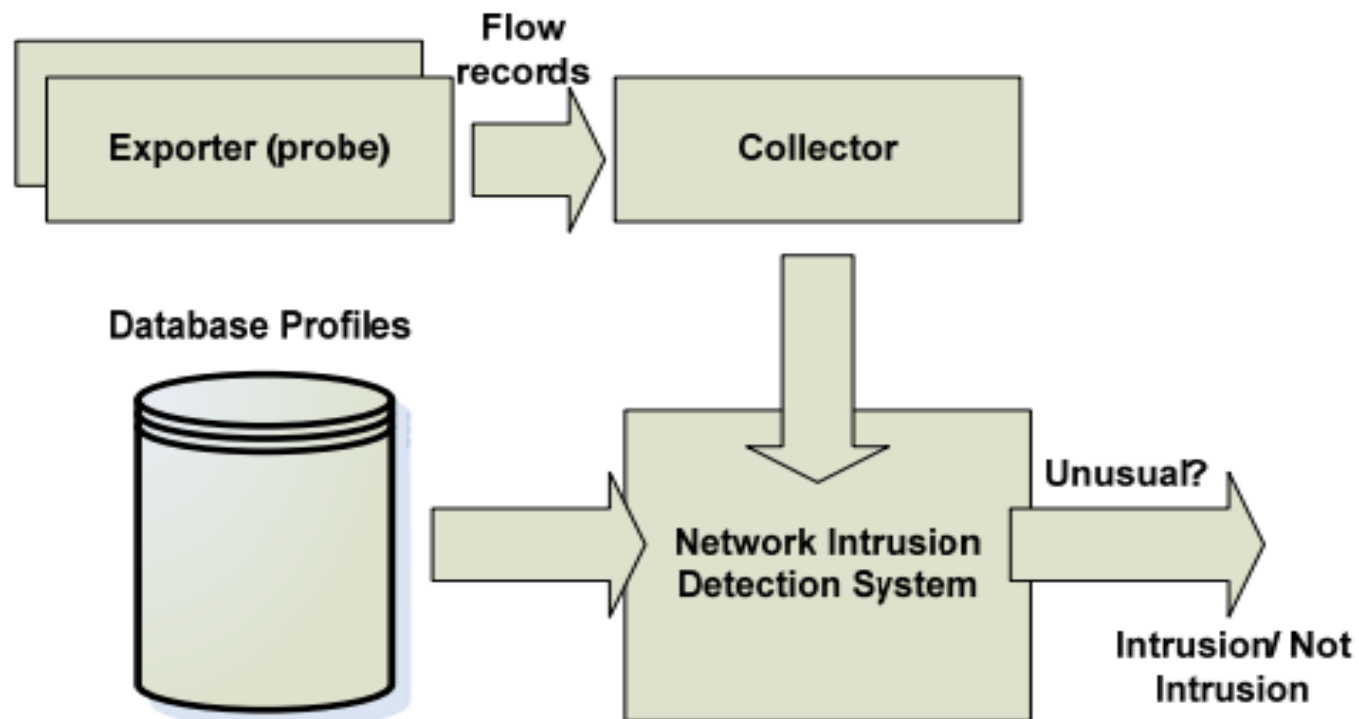 Flow
records
Exporter (probe)
Collector
Database Profiles
Unusual?
Network Intrusion
Detection System
Intrusion/ Not
Intrusion